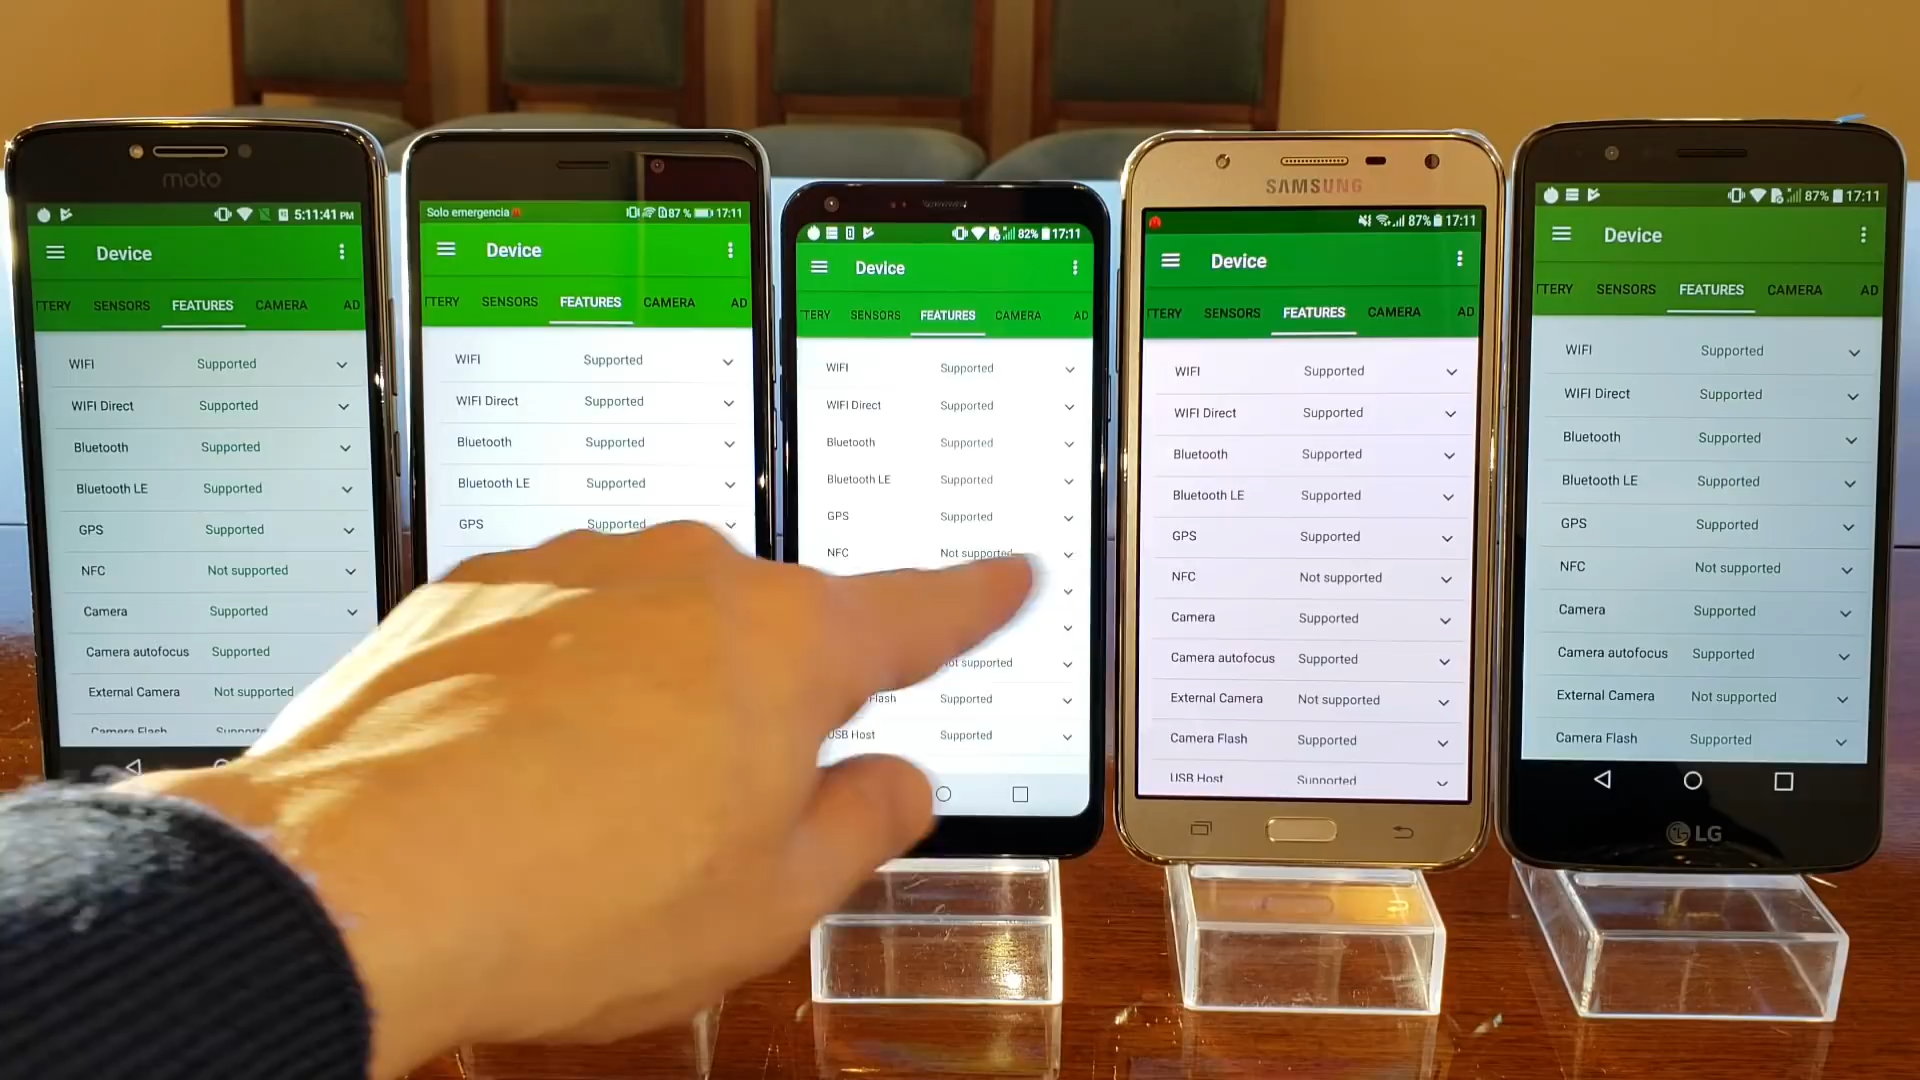 moto
5:11:41 PM
Device
TTERY SENSORS FEATURES CAMERA AD
WIFI Supported
WIFI Direct Supported
Bluetooth Supported
Bluetooth LE Supported
GPS Supported
NFC Not supported
Camera Supported
Camera autofocus Supported
External Camera Not supported
Camera Flash
Solo emergencia 87 % 17:11
Device
TTERY SENSORS FEATURES CAMERA AD
WIFI Supported
WIFI Direct Supported
Bluetooth Supported
Bluetooth LE Supported
GPS Supported
82% 17:11
Device
TTERY SENSORS FEATURES CAMERA AD
WIFI Supported
WIFI Direct Supported
Bluetooth Supported
Bluetooth LE Supported
GPS Supported
NFC Not supported
Not supported
Flash Supported
USB Host Supported
SAMSUNG
87% 17:11
Device
TTERY SENSORS FEATURES CAMERA AD
WIFI Supported
WIFI Direct Supported
Bluetooth Supported
Bluetooth LE Supported
GPS Supported
NFC Not supported
Camera Supported
Camera autofocus Supported
External Camera Not supported
Camera Flash Supported
USB Host Supported
87% 17:11
Device
TTERY SENSORS FEATURES CAMERA AD
WIFI Supported
WIFI Direct Supported
Bluetooth Supported
Bluetooth LE Supported
GPS Supported
NFC Not supported
Camera Supported
Camera autofocus Supported
External Camera Not supported
Camera Flash Supported
LG